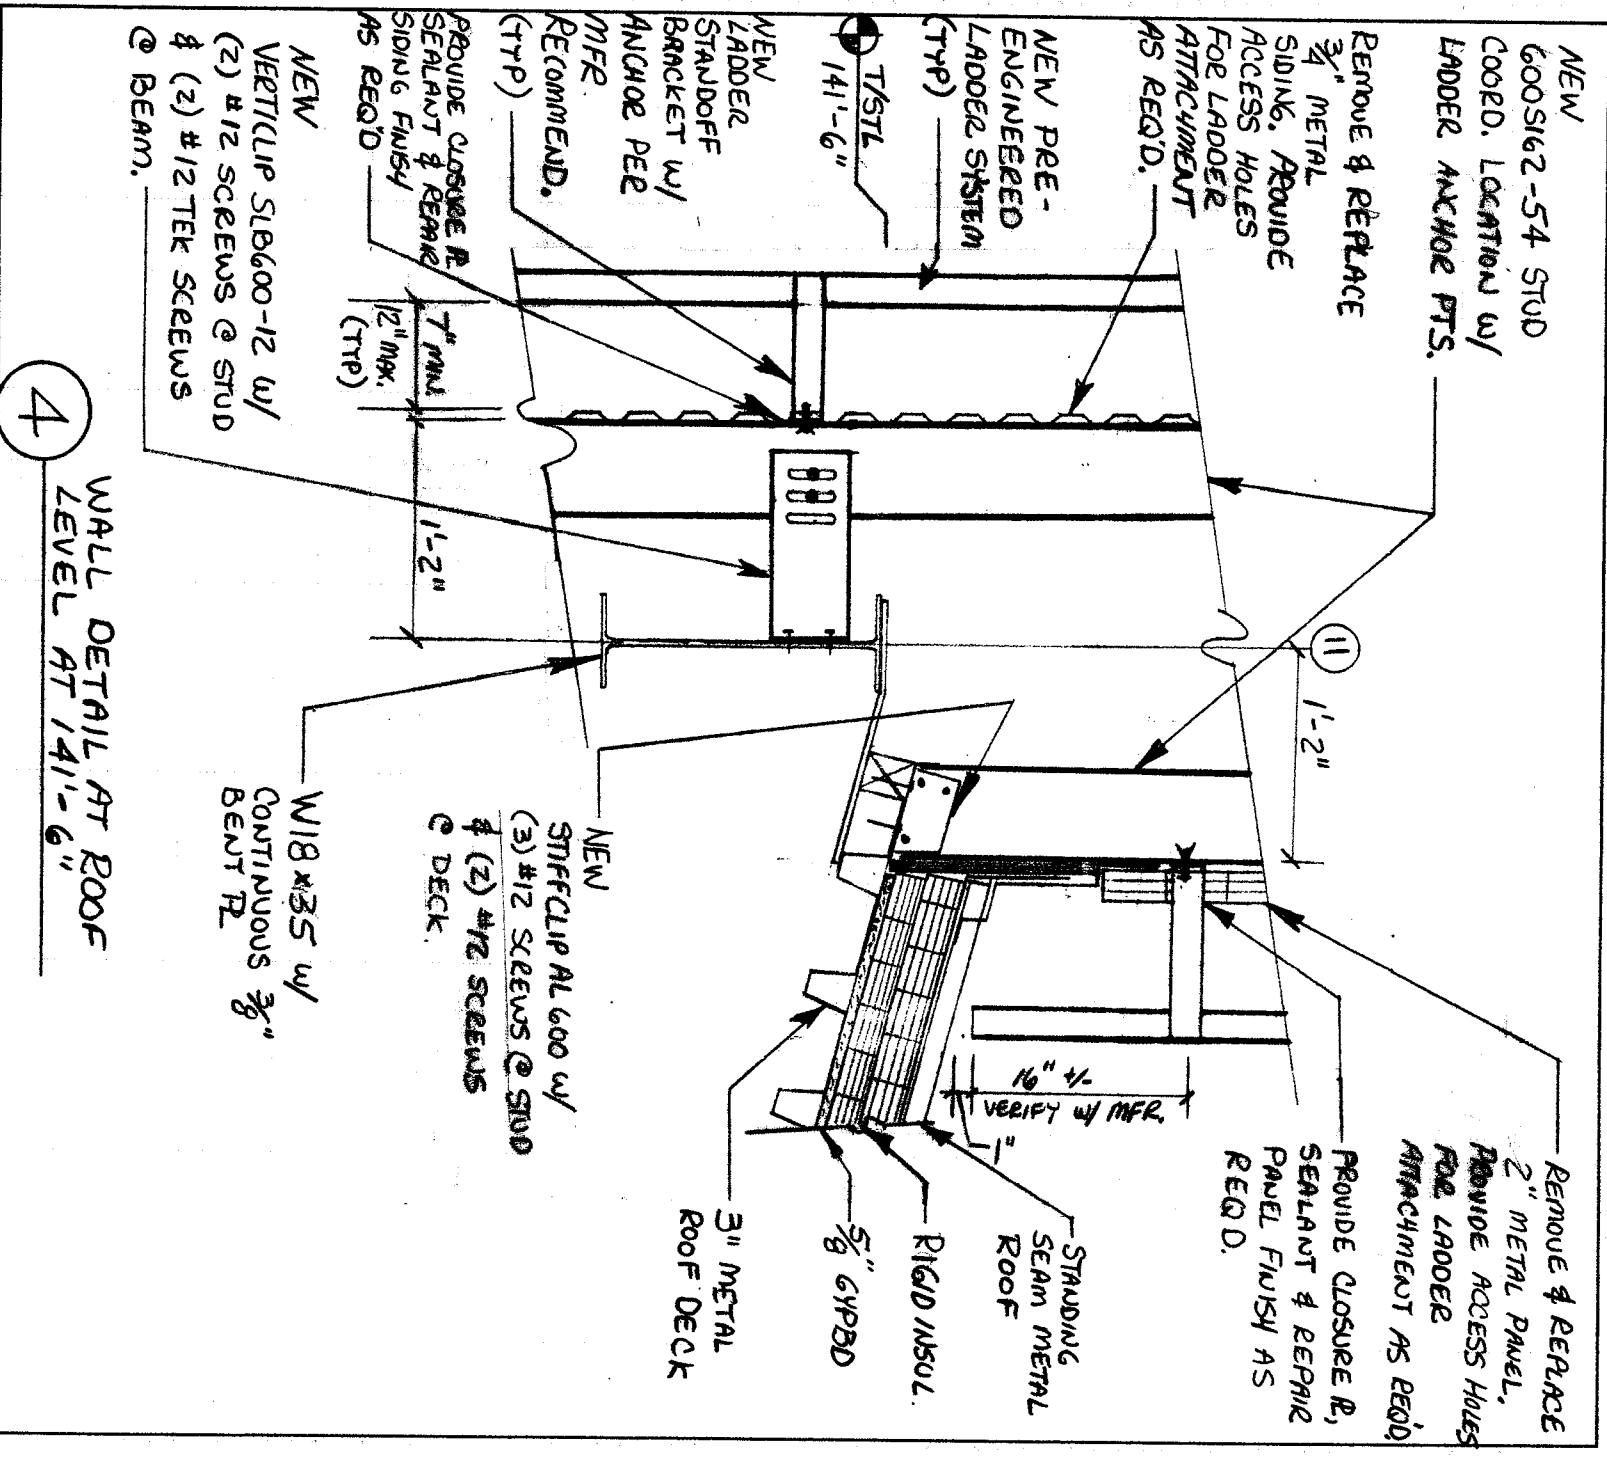 NEW
600S162-54 STUD
COORD. LOCATION W/
LADDER ANCHOR PTS.
REMOVE & REPLACE
3/4" METAL
SIDING. PROVIDE
ACCESS HOLES
FOR LADDER
ATTACHMENT
AS REQ'D.
NEW PRE-
ENGINEERED
LADDER SYSTEM
(TYP)
T/STL
141'-6"
NEW
LADDER
STANDOFF
BRACKET W/
ANCHOR PER
MFR.
RECOMMEND.
(TYP)
PROVIDE CLOSURE PL
SEALANT & REPAIR
SIDING FINISH
AS REQ'D
NEW
VERTICLIP SLB600-12 W/
(2) #12 SCREWS @ STUD
& (2) #12 TEK SCREWS
@ BEAM.
7" MIN.
12" MAX.
(TYP)
1'-2"
11
1'-2"
16" +/-
VERIFY W/ MFR.
1"
REMOVE & REPLACE
2" METAL PANEL.
PROVIDE ACCESS HOLES
FOR LADDER
ATTACHMENT AS REQ'D
PROVIDE CLOSURE PL,
SEALANT & REPAIR
PANEL FINISH AS
REQ'D.
STANDING
SEAM METAL
ROOF
RIGID INSUL.
5/8" GYPBD
3" METAL
ROOF DECK
NEW
STIFFCLIP AL600 W/
(3) #12 SCREWS @ STUD
& (2) #12 SCREWS
@ DECK.
W18x35 W/
CONTINUOUS 3/8"
BENT PL
4
WALL DETAIL AT ROOF
LEVEL AT 141'-6"